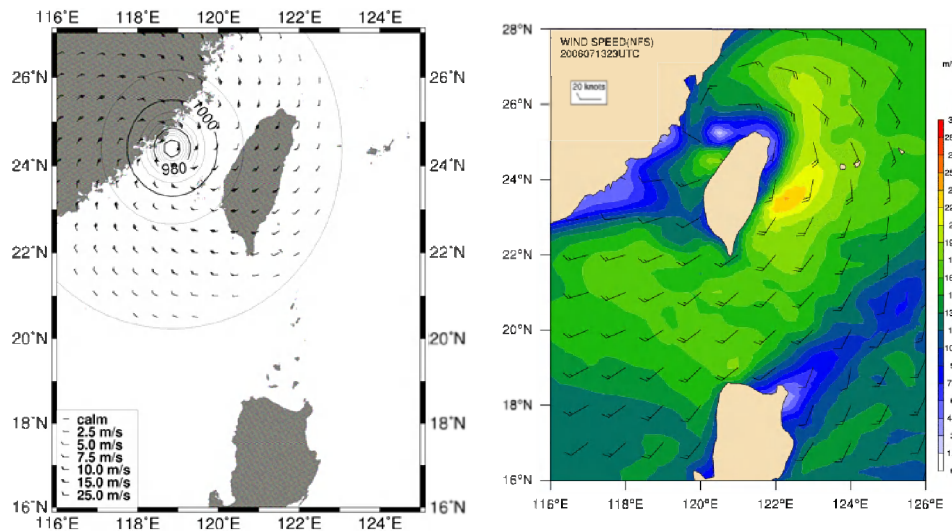 116°E 118°E 120°E 122°E 124°E
26°N 26°N
24°N 24°N
22°N 22°N
20°N 20°N
18°N 18°N
16°N 16°N
116°E 118°E 120°E 122°E 124°E
1000
980
calm
2.5 m/s
5.0 m/s
7.5 m/s
10.0 m/s
15.0 m/s
25.0 m/s
28°N
26°N
24°N
22°N
20°N
18°N
16°N
116°E 118°E 120°E 122°E 124°E 126°E
WIND SPEED(NFS)
2006071323UTC
20 knots